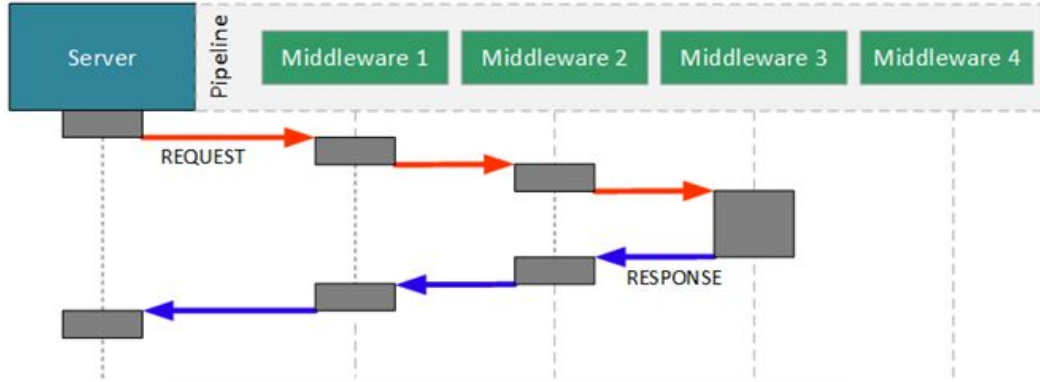 Server
Pipeline
Middleware 1
Middleware 2
Middleware 3
Middleware 4
REQUEST
RESPONSE